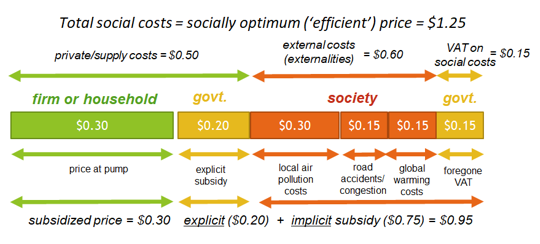 Total social costs = socially optimum (‘efficient’) price = $1.25
private/supply costs = $0.50
external costs
(externalities)
= $0.60
VAT on
social costs
= $0.15
firm or household
govt.
society
govt.
$0.30
$0.20
$0.30
$0.15
$0.15
$0.15
price at pump
explicit
subsidy
local air
pollution
costs
road
accidents/
congestion
global
warming
costs
foregone
VAT
subsidized price = $0.30
explicit ($0.20) + implicit subsidy ($0.75) = $0.95